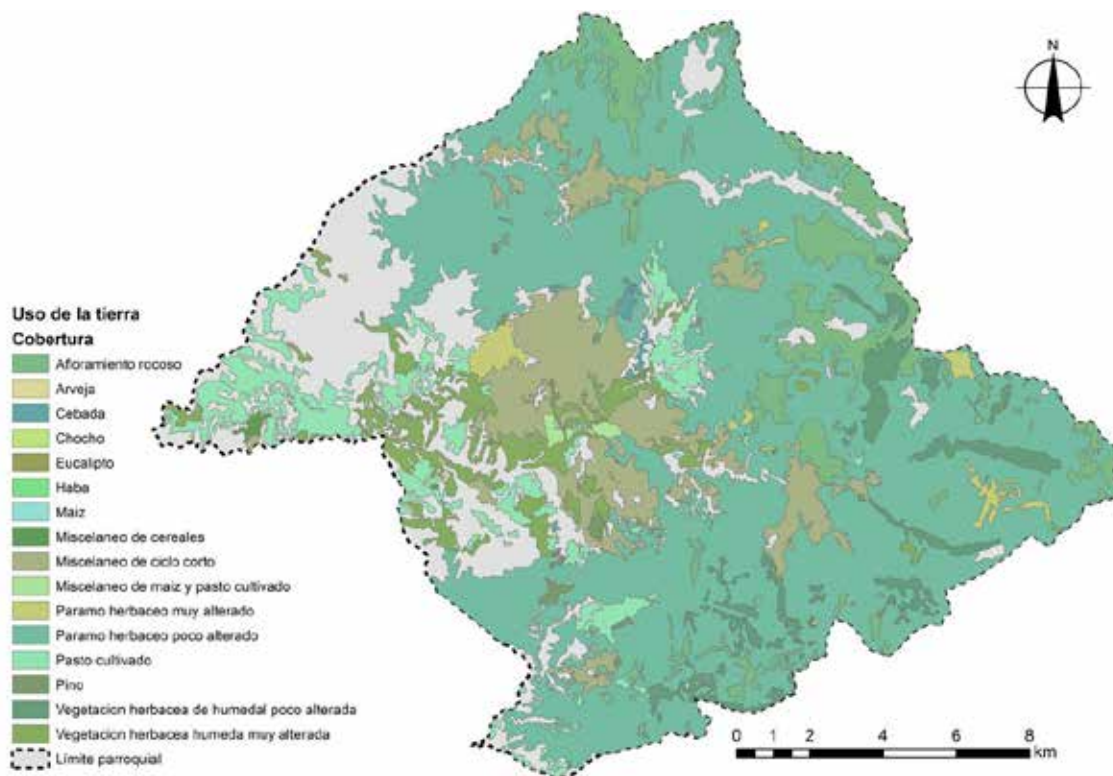 N
Uso de la tierra
Cobertura
Aforamiento rocoso
Arveja
Cebada
Chocho
Eucalipto
Haba
Maiz
Miscelaneo de cereales
Miscelaneo de ciclo corto
Miscelaneo de maiz y pasto cultivado
Paramo herbaceo muy alterado
Paramo herbaceo poco alterado
Pasto cultivado
Pino
Vegetacion herbacea de humedal poco alterada
Vegetacion herbacea humeda muy alterada
Límite parroquial
0 1 2 4 6 8
km